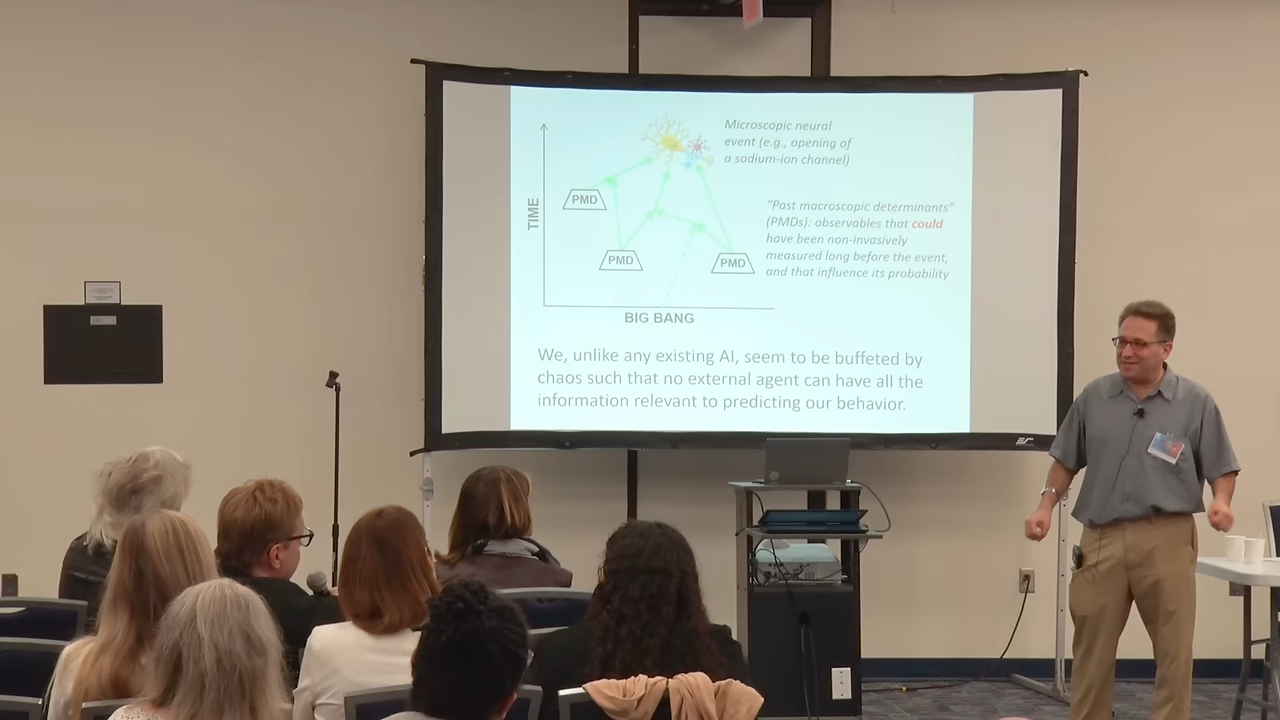 Microscopic neural
event (e.g., opening of
a sodium-ion channel)
PMD
"Past macroscopic determinants"
(PMDs): observables that could
have been non-invasively
measured long before the event,
and that influence its probability
TIME
PMD
PMD
BIG BANG
We, unlike any existing AI, seem to be buffeted by
chaos such that no external agent can have all the
information relevant to predicting our behavior.